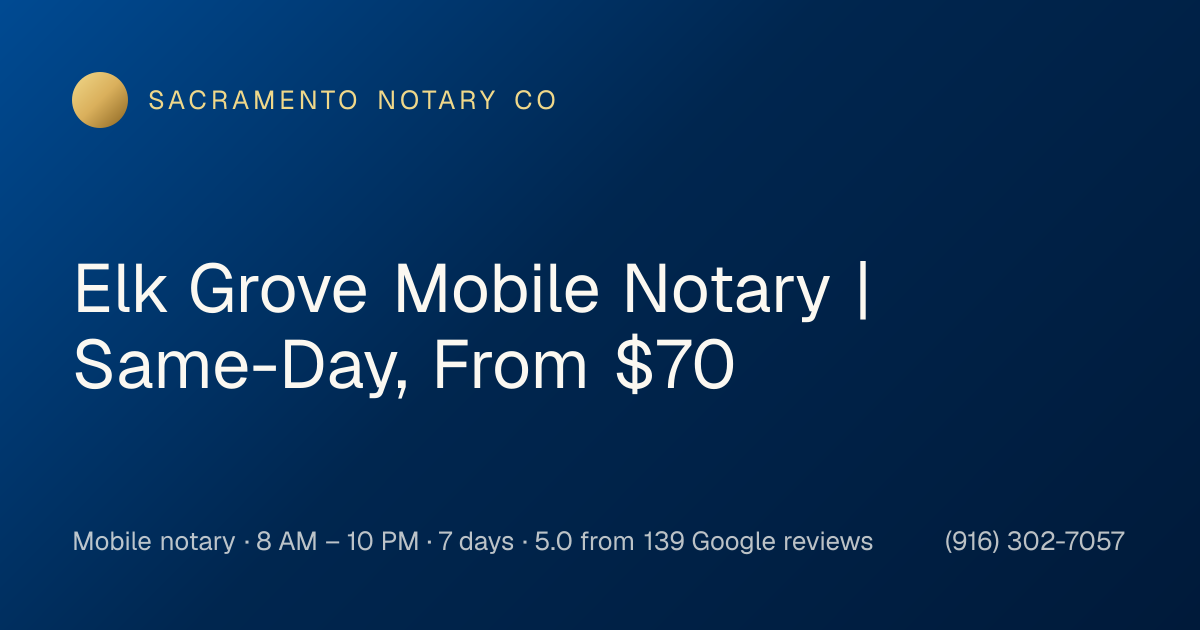 SACRAMENTO NOTARY CO
Elk Grove Mobile Notary |
Same-Day, From $70
Mobile notary · 8 AM – 10 PM · 7 days · 5.0 from 139 Google reviews
(916) 302-7057